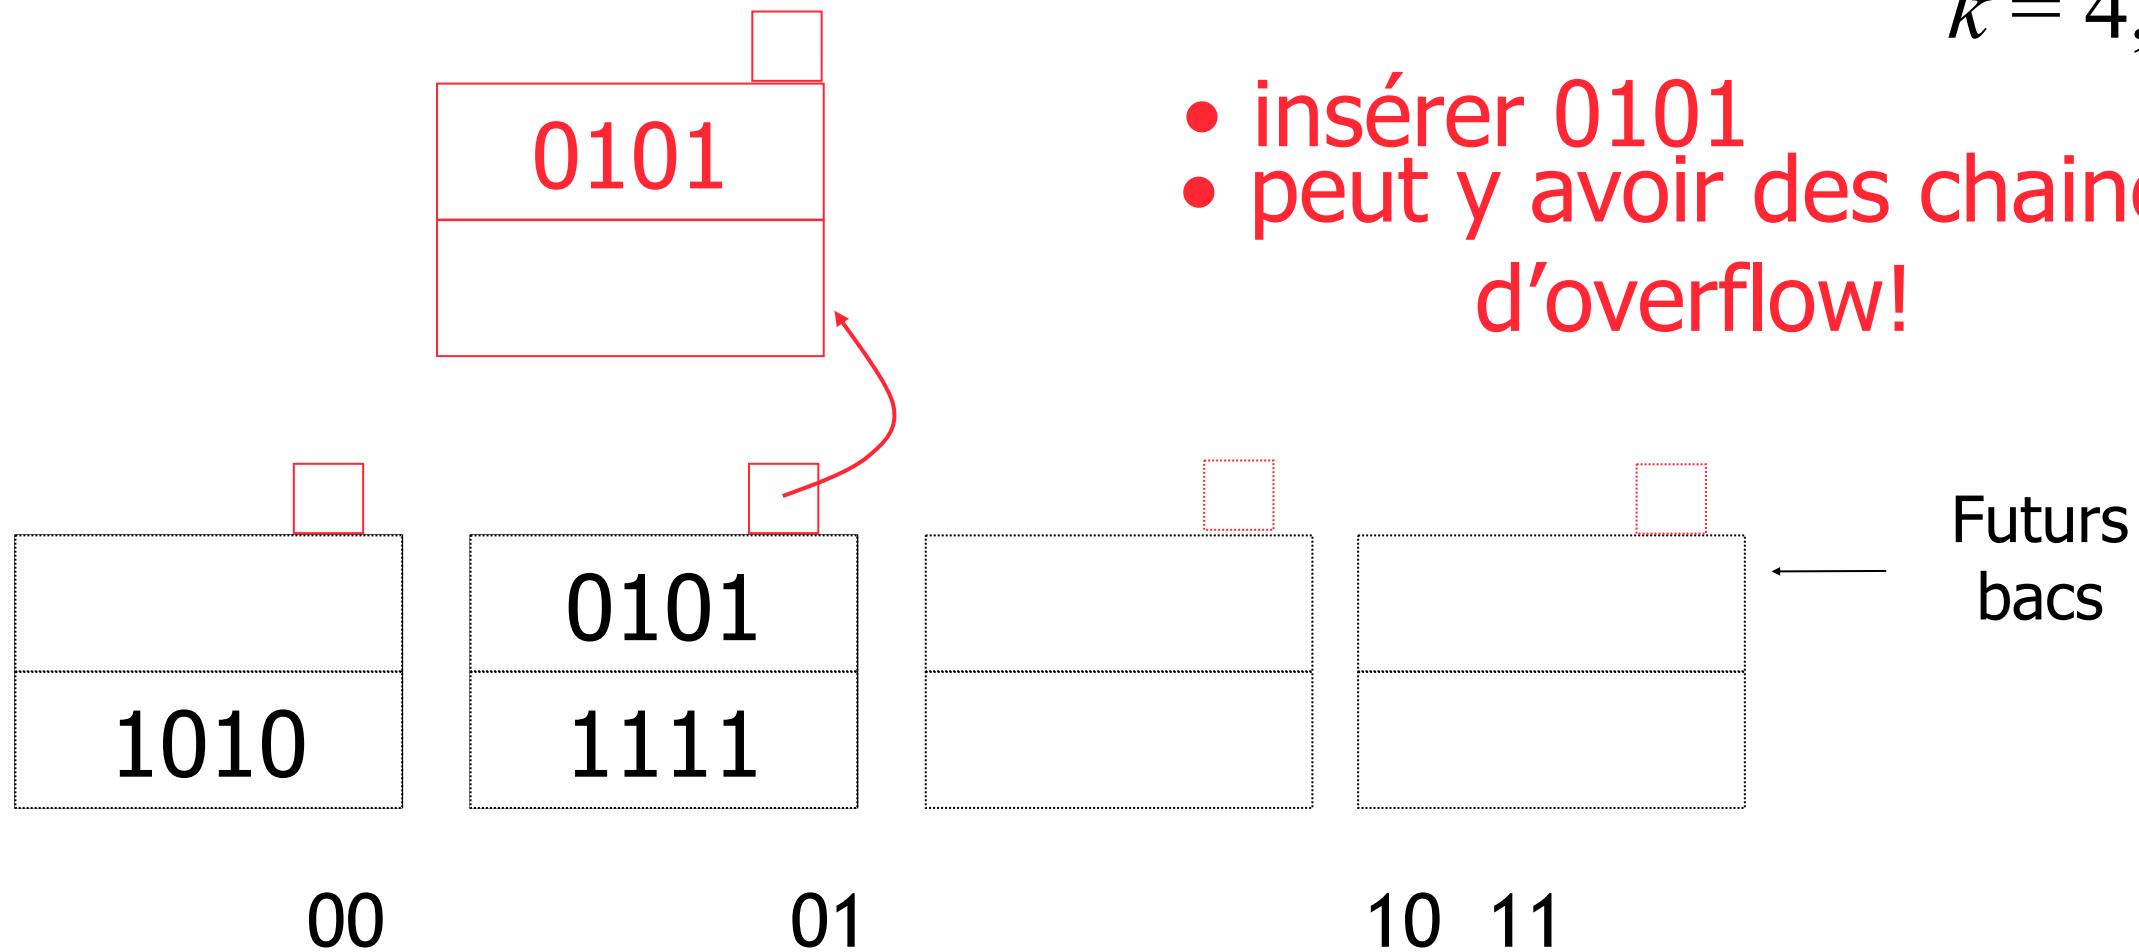 k = 4,
0101
• insérer 0101
• peut y avoir des chain
d’overflow!
0101
1010
1111
Futurs
bacs
00 01 10 11